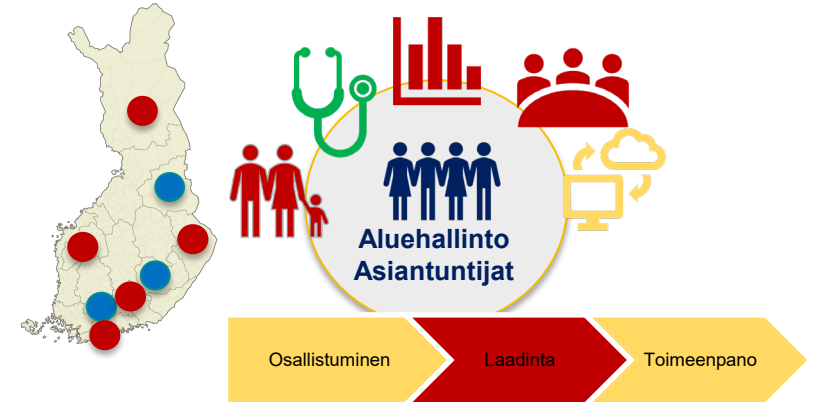 Aluehallinto
Asiantuntijat
Osallistuminen
Laadinta
Toimeenpano